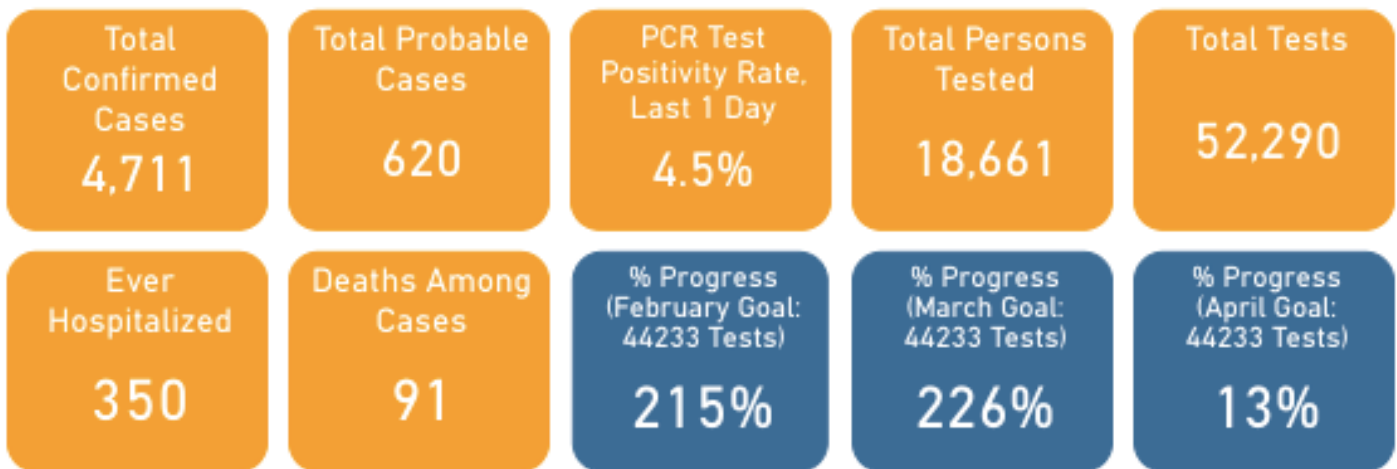 Total
Confirmed
Cases
4,711
Total Probable
Cases
620
PCR Test
Positivity Rate,
Last 1 Day
4.5%
Total Persons
Tested
18,661
Total Tests
52,290
Ever
Hospitalized
350
Deaths Among
Cases
91
% Progress
(February Goal:
44233 Tests)
215%
% Progress
(March Goal:
44233 Tests)
226%
% Progress
(April Goal:
44233 Tests)
13%